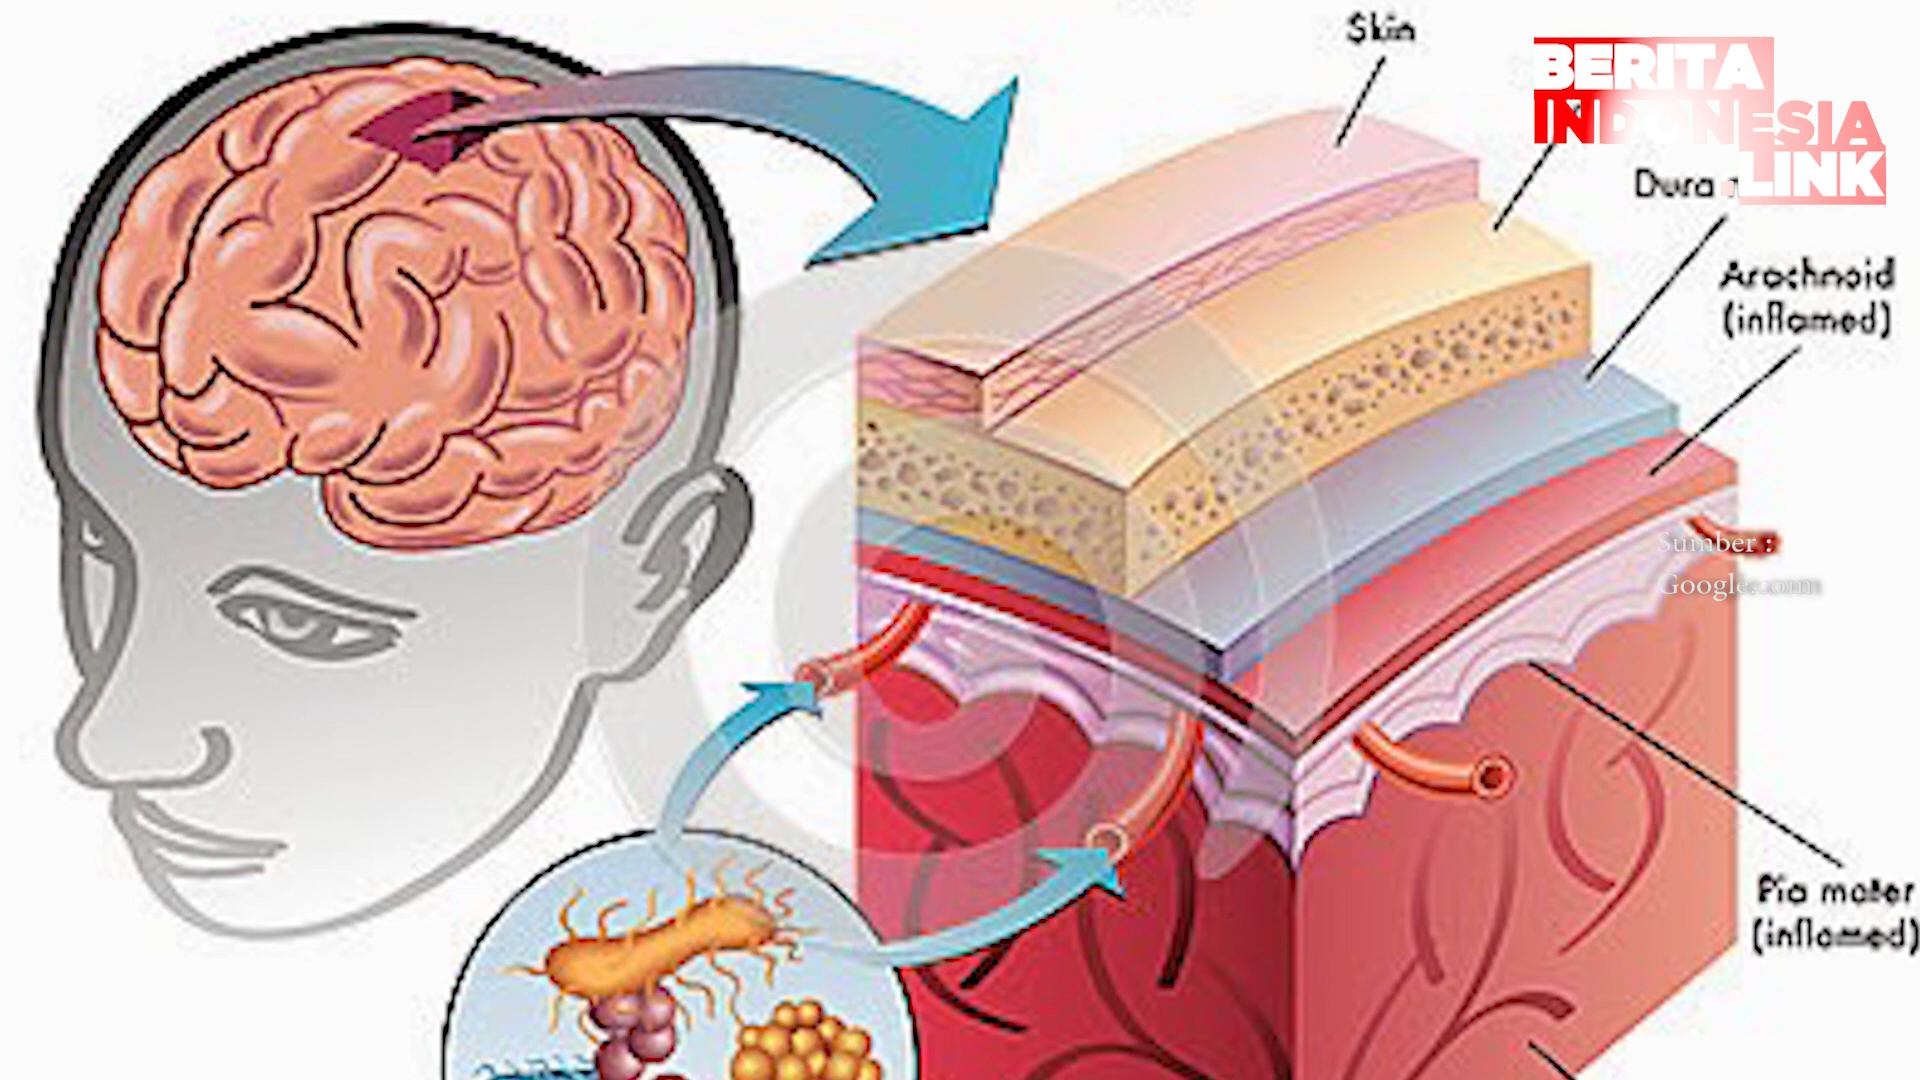 Skin
BERITA
INDONESIA
LINK
Dura
Arachnoid
(inflamed)
Sumber :
Google.com
Pia mater
(inflamed)